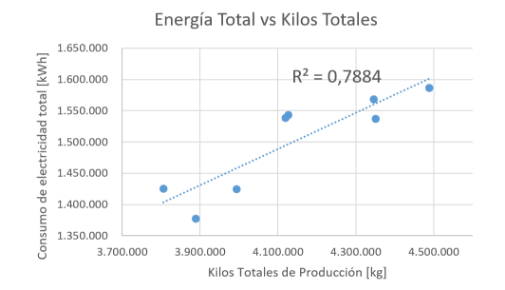 Energía Total vs Kilos Totales
Consumo de electricidad total [kWh]
1.650.000
1.600.000
1.550.000
1.500.000
1.450.000
1.400.000
1.350.000
R² = 0,7884
3.700.000 3.900.000 4.100.000 4.300.000 4.500.000
Kilos Totales de Producción [kg]